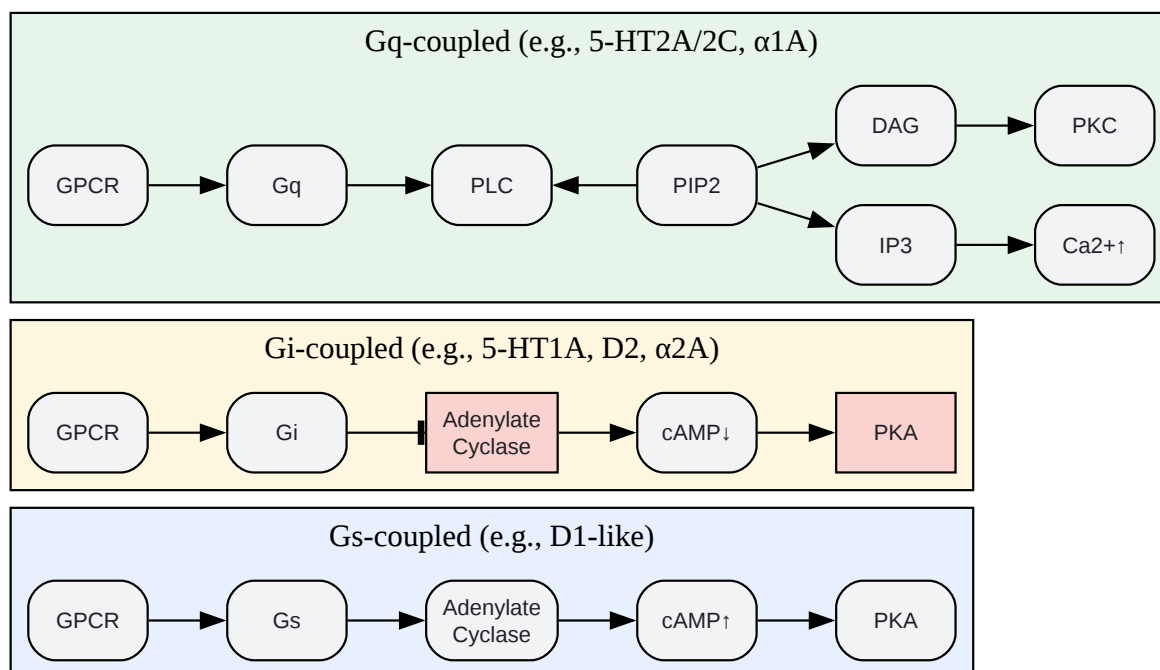 Gq-coupled (e.g., 5-HT2A/2C, α1A)
GPCR
Gq
PLC
PIP2
DAG
PKC
IP3
Ca2+↑
Gi-coupled (e.g., 5-HT1A, D2, α2A)
GPCR
Gi
Adenylate
Cyclase
cAMP↓
PKA
Gs-coupled (e.g., D1-like)
GPCR
Gs
Adenylate
Cyclase
cAMP↑
PKA